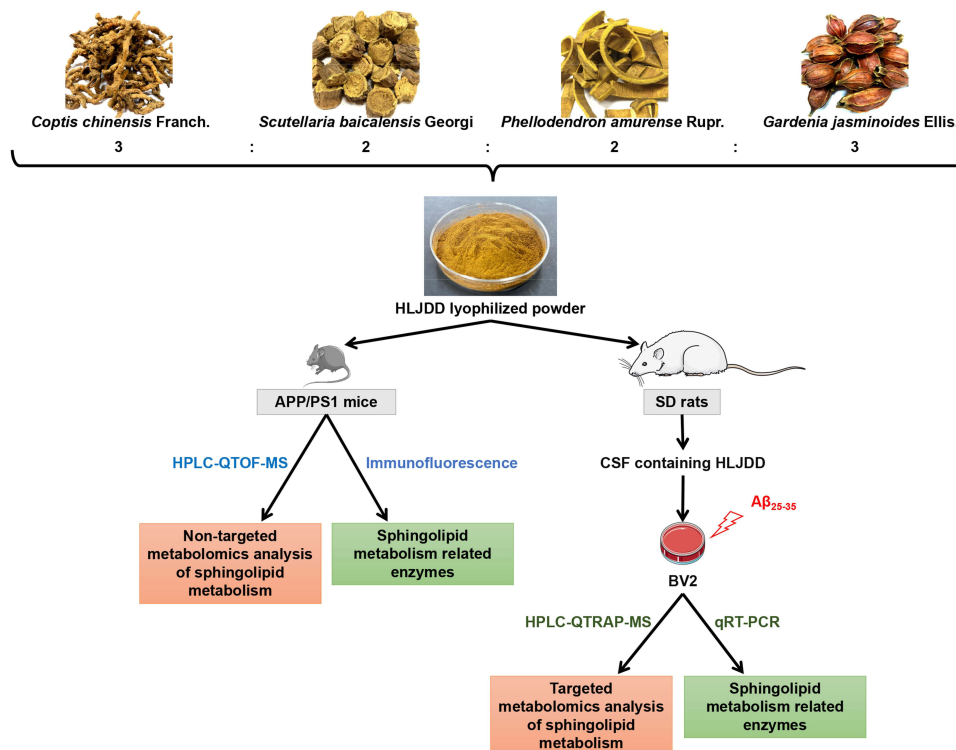 Coptis chinensis Franch. Scutellaria baicalensis Georgi Phellodendron amurense Rupr. Gardenia jasminoides Ellis.
3 : 2 : 2 : 3
HLJDD lyophilized powder
APP/PS1 mice
SD rats
HPLC-QTOF-MS
Immunofluorescence
CSF containing HLJDD
Aβ25-35
Non-targeted
metabolomics analysis
of sphingolipid
metabolism
Sphingolipid
metabolism related
enzymes
BV2
HPLC-QTRAP-MS
qRT-PCR
Targeted
metabolomics analysis
of sphingolipid
metabolism
Sphingolipid
metabolism related
enzymes